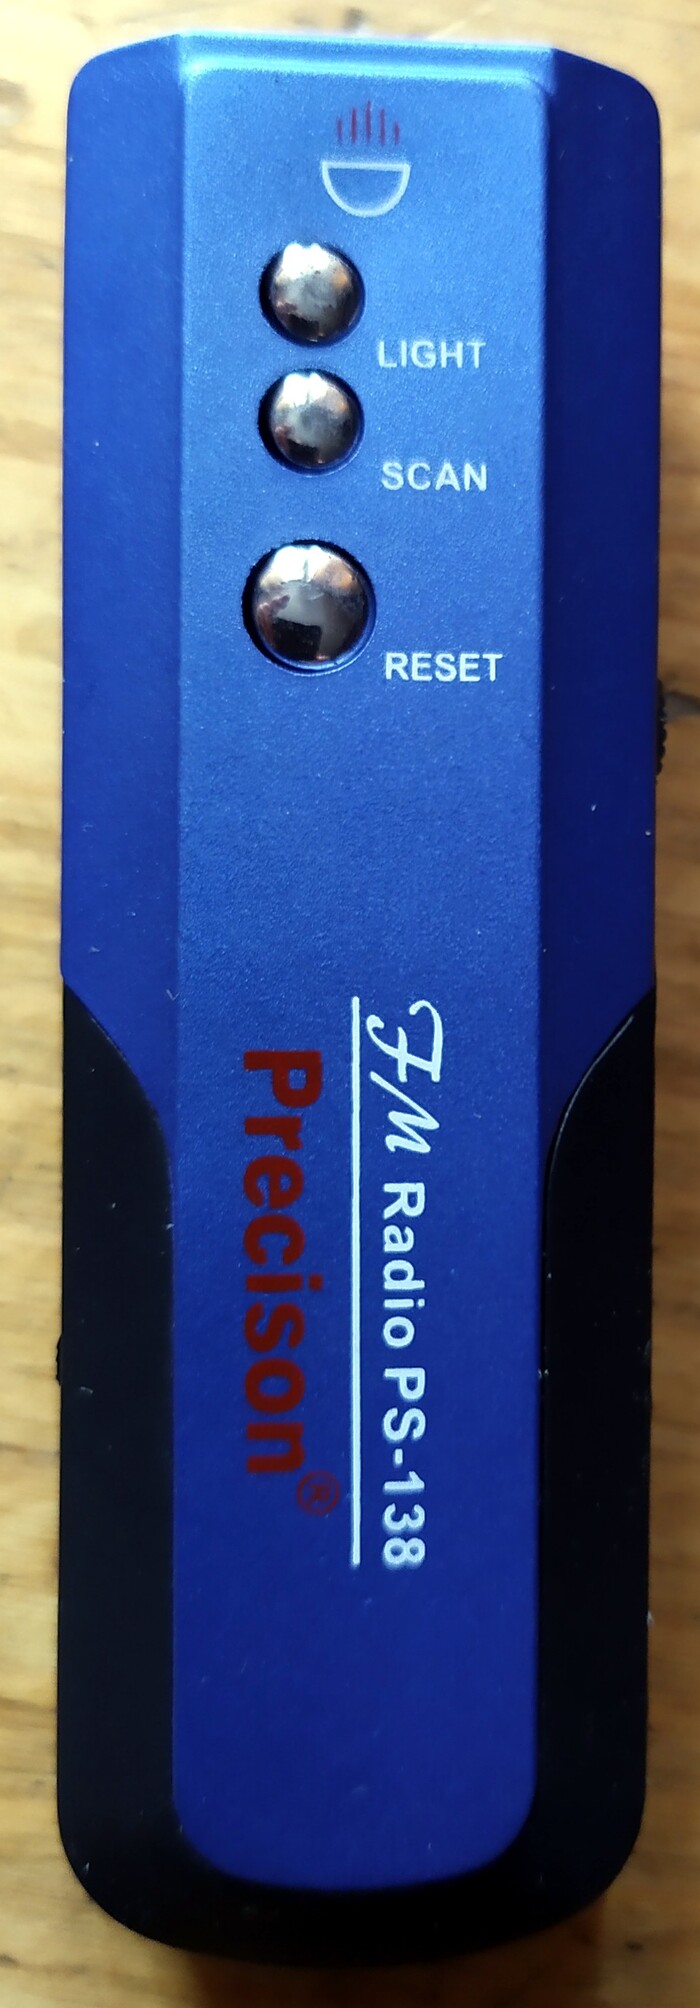 LIGHT
SCAN
RESET
FM Radio PS-138
Precison®